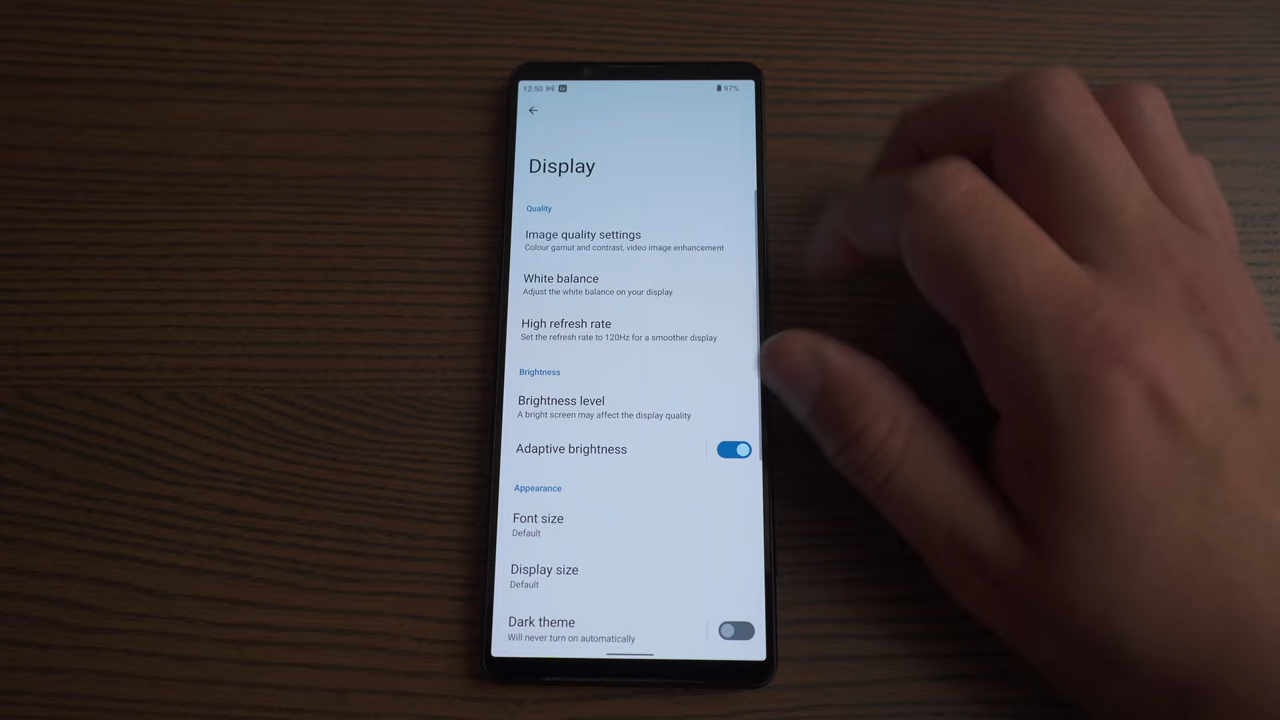 12:50
97%
Display
Quality
Image quality settings
Colour gamut and contrast, video image enhancement
White balance
Adjust the white balance on your display
High refresh rate
Set the refresh rate to 120Hz for a smoother display
Brightness
Brightness level
A bright screen may affect the display quality
Adaptive brightness
Appearance
Font size
Default
Display size
Default
Dark theme
Will never turn on automatically